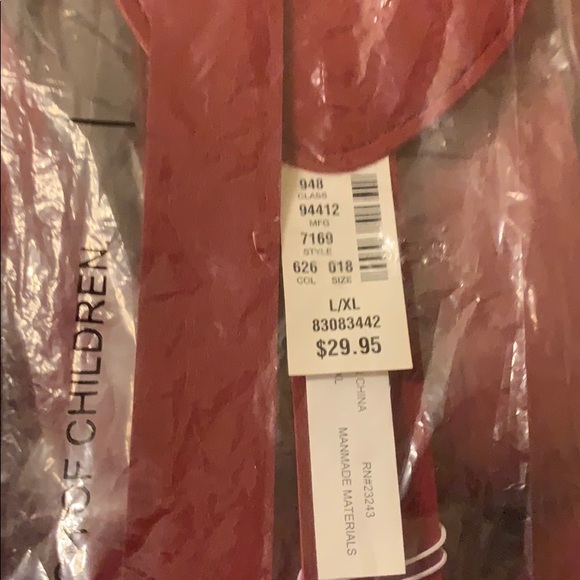 948
CLASS
94412
MFG
7169
STYLE
626 018
COL SIZE
L/XL
83083442
$29.95
CHINA
XL
RN#23243
MANMADE MATERIALS
OF CHILDREN